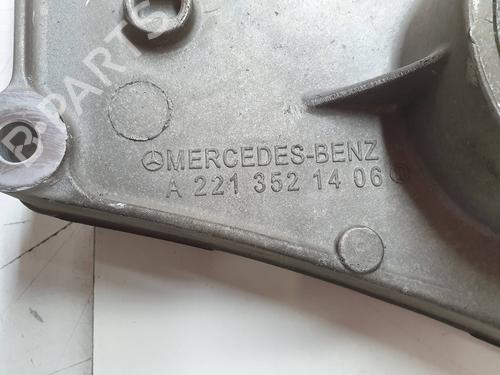 B-PARTS
MERCEDES-BENZ
A 221 352 14 06